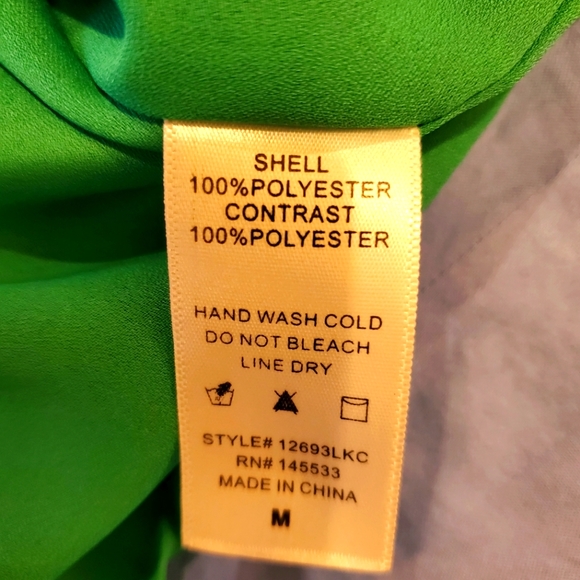 SHELL
100%POLYESTER
CONTRAST
100%POLYESTER
HAND WASH COLD
DO NOT BLEACH
LINE DRY
STYLE# 12693LKC
RN# 145533
MADE IN CHINA
M